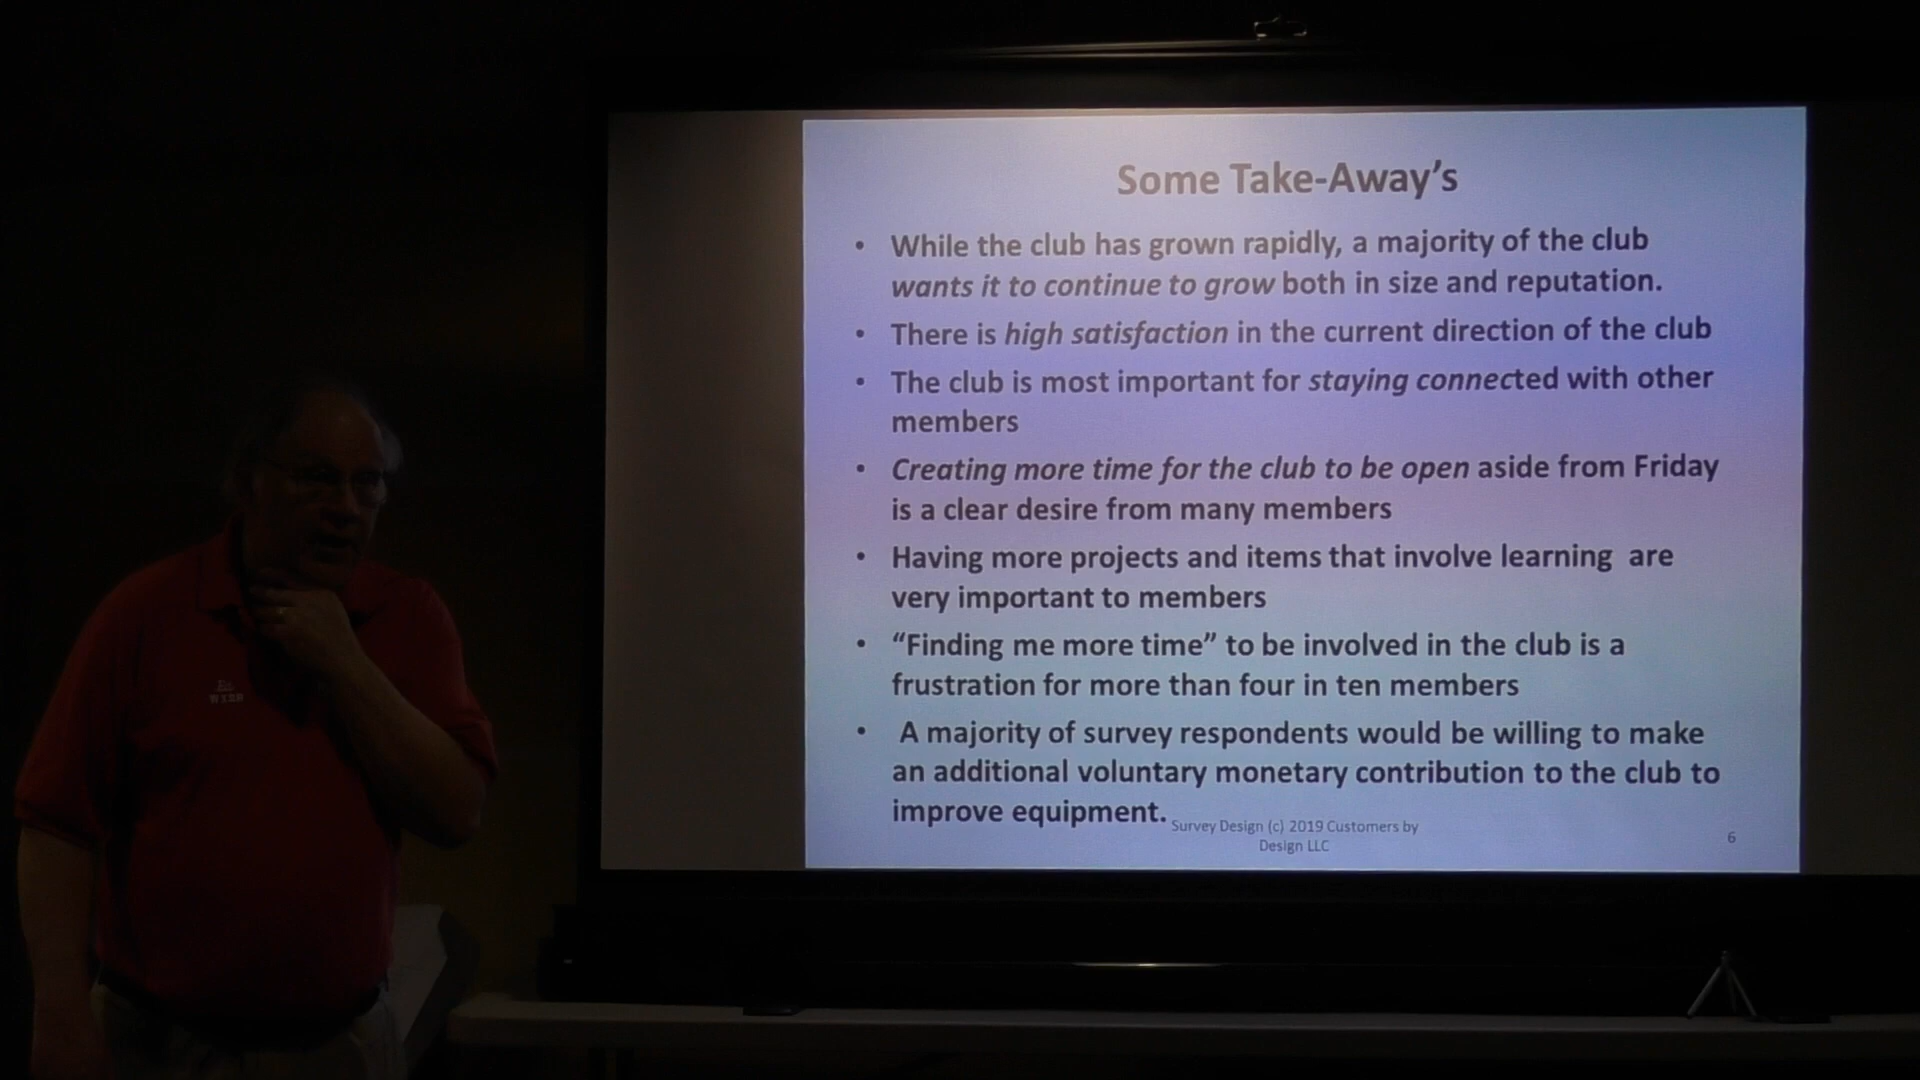 Some Take-Away’s
• While the club has grown rapidly, a majority of the club
wants it to continue to grow both in size and reputation.
• There is high satisfaction in the current direction of the club
• The club is most important for staying connected with other
members
• Creating more time for the club to be open aside from Friday
is a clear desire from many members
• Having more projects and items that involve learning are
very important to members
• “Finding me more time” to be involved in the club is a
frustration for more than four in ten members
• A majority of survey respondents would be willing to make
an additional voluntary monetary contribution to the club to
improve equipment.
Survey Design (c) 2019 Customers by
Design LLC
6